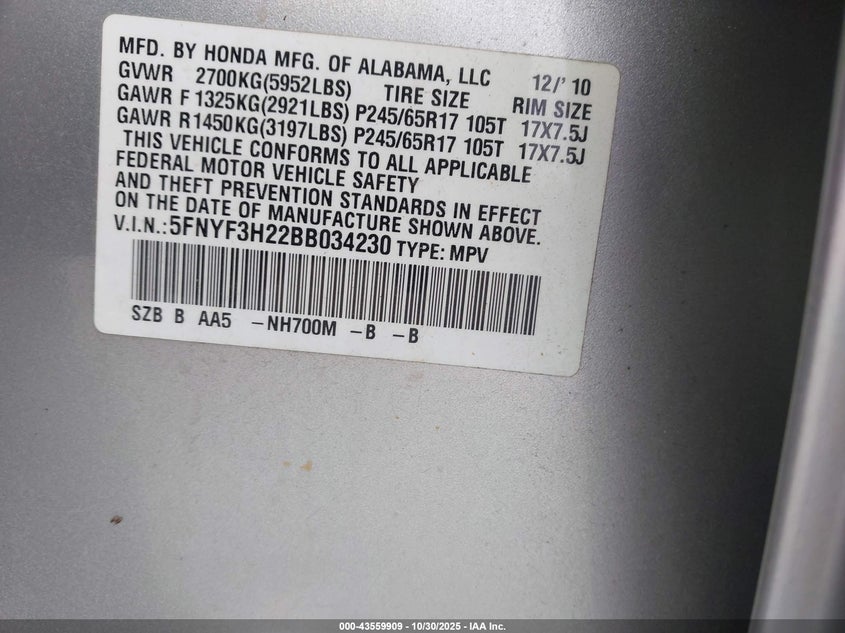 MFD. BY HONDA MFG. OF ALABAMA, LLC 12/' 10
GVWR 2700KG(5952LBS) TIRE SIZE RIM SIZE
GAWR F 1325KG(2921LBS) P245/65R17 105T 17X7.5J
GAWR R1450KG(3197LBS) P245/65R17 105T 17X7.5J
THIS VEHICLE CONFORMS TO ALL APPLICABLE
FEDERAL MOTOR VEHICLE SAFETY
AND THEFT PREVENTION STANDARDS IN EFFECT
ON THE DATE OF MANUFACTURE SHOWN ABOVE.
V.I.N.:5FNYF3H22BB034230 TYPE: MPV
SZB B AA5 -NH700M -B -B
000-43559909 - 10/30/2025 - IAA Inc.